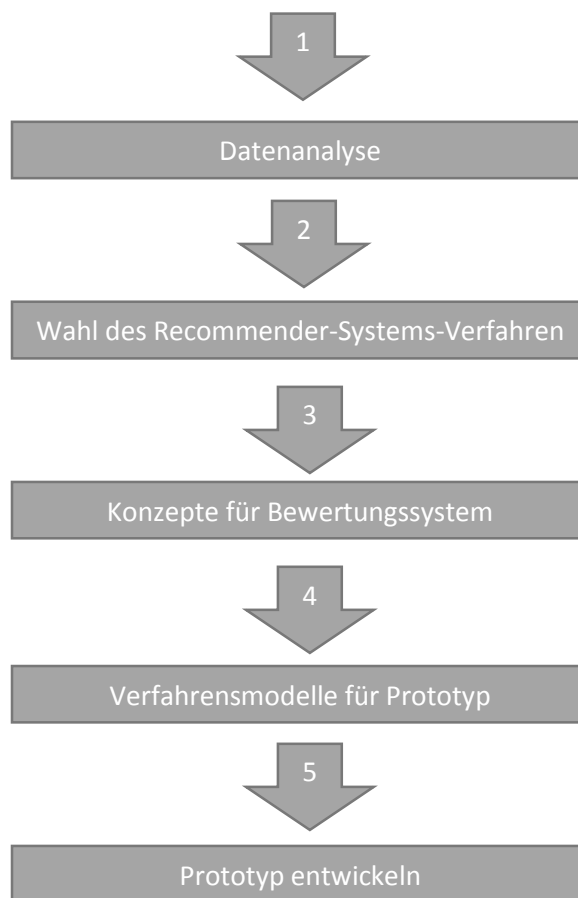 1
Datenanalyse
2
Wahl des Recommender-Systems-Verfahren
3
Konzepte für Bewertungssystem
4
Verfahrensmodelle für Prototyp
5
Prototyp entwickeln